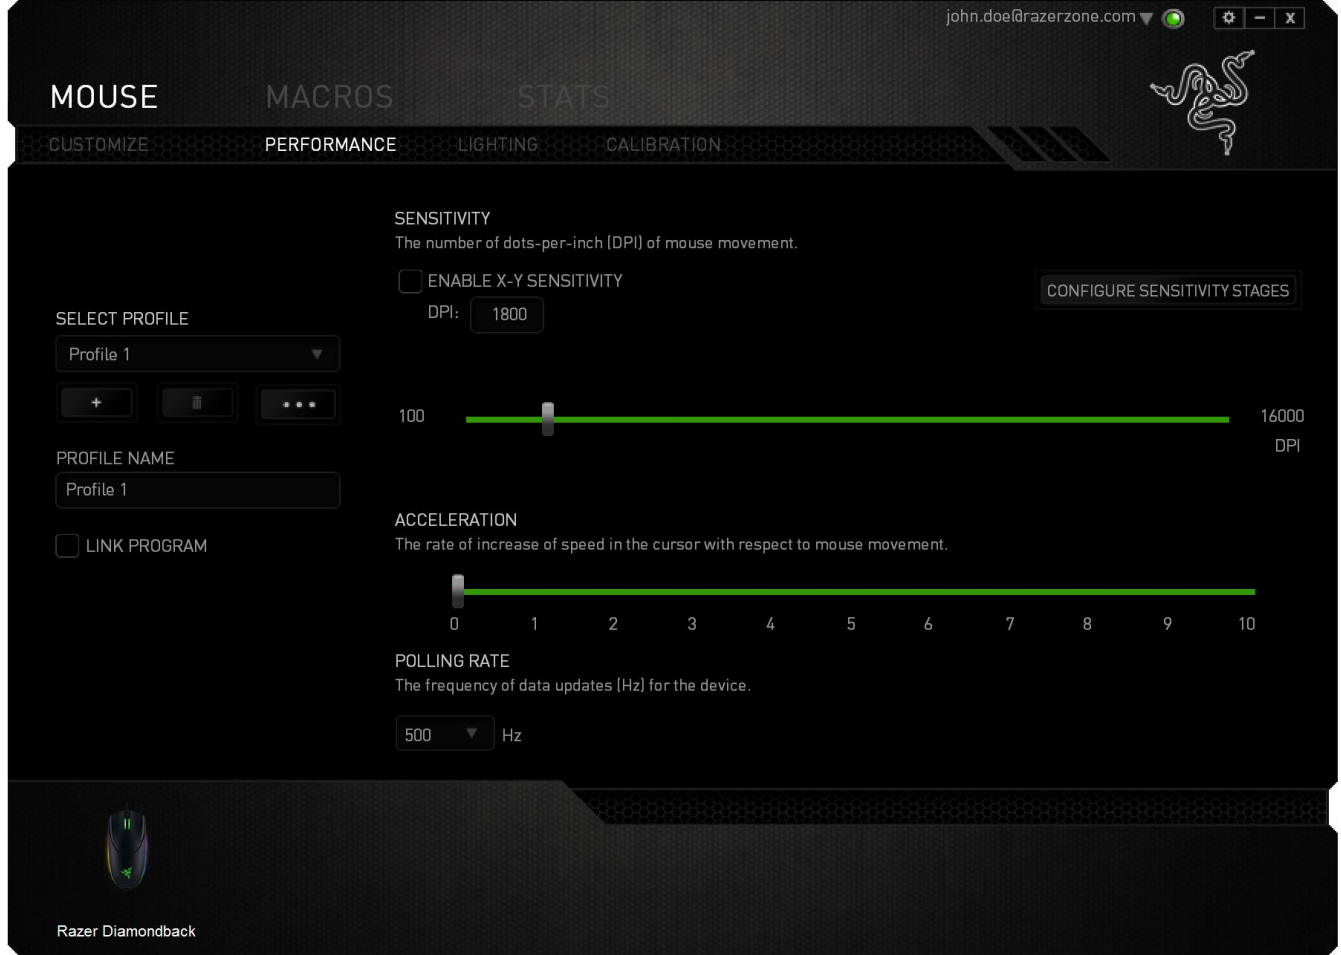 john.doe@razerzone.com
MOUSE MACROS STATS
CUSTOMIZE PERFORMANCE LIGHTING CALIBRATION
SENSITIVITY
The number of dots-per-inch (DPI) of mouse movement.
ENABLE X-Y SENSITIVITY
DPI: 1800
CONFIGURE SENSITIVITY STAGES
SELECT PROFILE
Profile 1
PROFILE NAME
Profile 1
LINK PROGRAM
100
16000
DPI
ACCELERATION
The rate of increase of speed in the cursor with respect to mouse movement.
0 1 2 3 4 5 6 7 8 9 10
POLLING RATE
The frequency of data updates (Hz) for the device.
500 Hz
Razer Diamondback